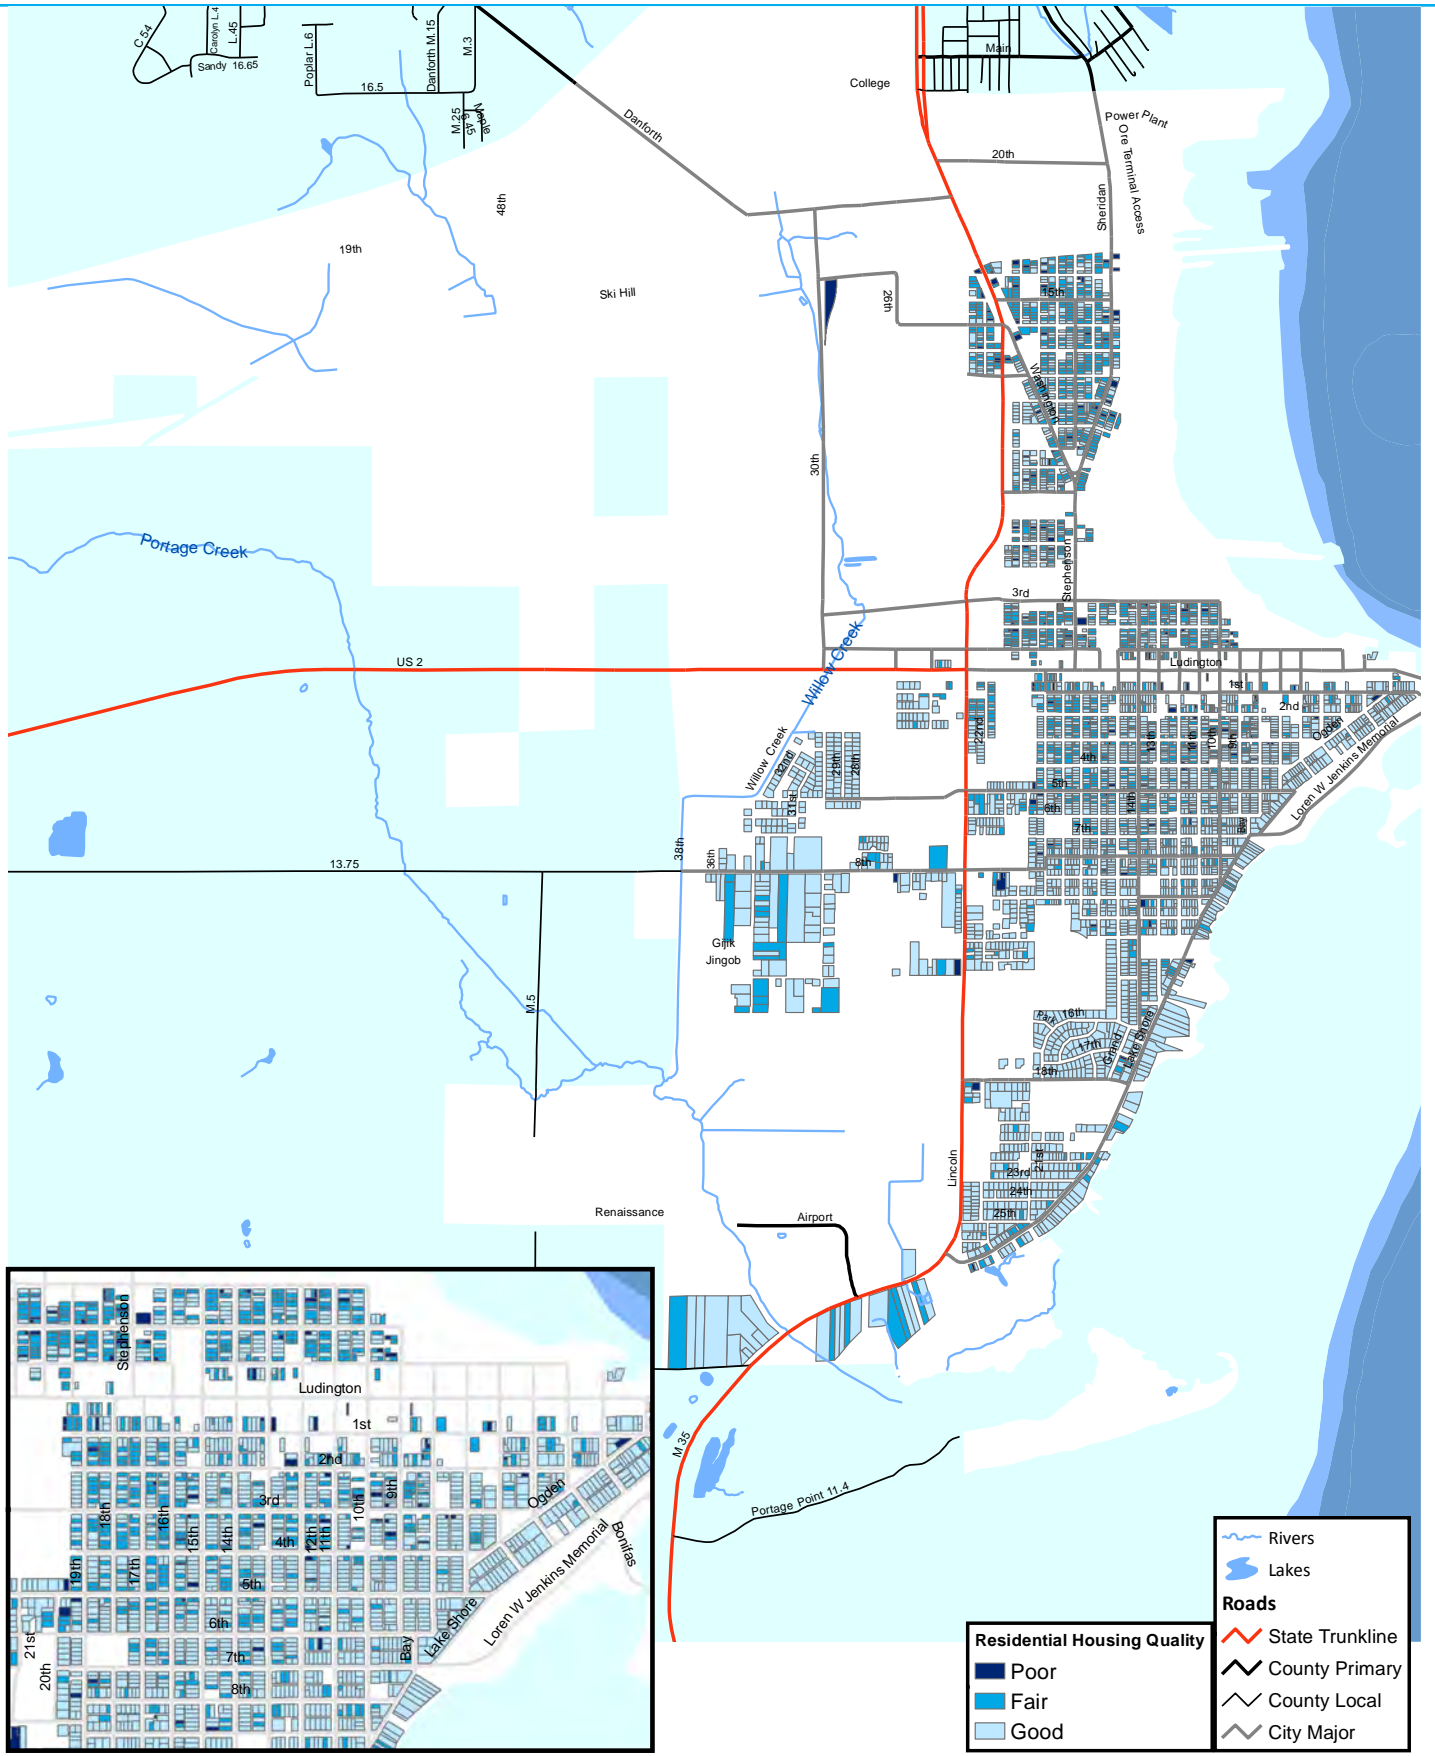 C 54
Carolyn L.4
L.45
Sandy 16.65
Poplar L.6
16.5
Danforth M.15
M.3
M.25
6.45
Maple
Danforth
College
Main
Power Plant
Ore Terminal Access
20th
Sheridan
48th
19th
Ski Hill
26th
15th
Washington
30th
Portage Creek
Stephenson
3rd
Willow Creek
US 2
Ludington
1st
2nd
Ogden
22nd
13th
11th
10th
9th
Loren W Jenkins Memorial
Willow Creek
32nd
29th
28th
31st
4th
5th
6th
14th
7th
Bay
38th
36th
8th
13.75
Gijik
Jingob
M.5
Park
16th
17th
Grand
Lake Shore
18th
21st
23rd
24th
25th
Lincoln
Renaissance
Airport
M 35
Portage Point 11.4
Stephenson
Ludington
1st
2nd
3rd
9th
10th
Ogden
18th
16th
15th
14th
4th
12th
11th
Bonifas
19th
17th
5th
6th
Lake Shore
Loren W Jenkins Memorial
21st
20th
7th
Bay
8th
Residential Housing Quality
Poor
Fair
Good
Rivers
Lakes
Roads
State Trunkline
County Primary
County Local
City Major